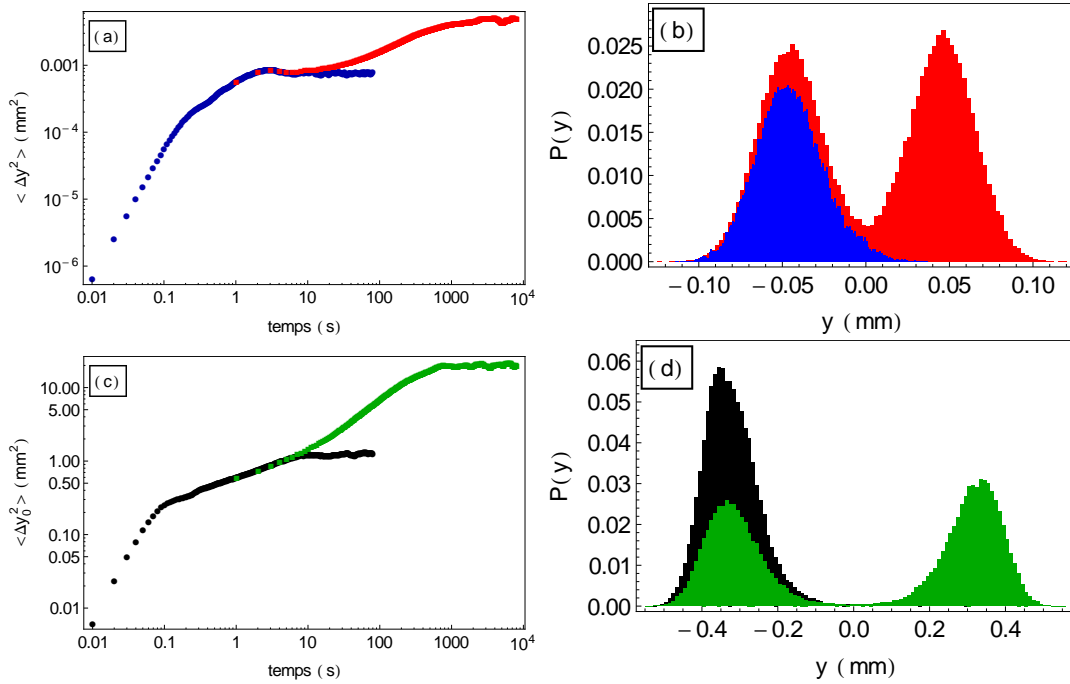 (a)
0.001
10⁻⁴
10⁻⁵
10⁻⁶
< Δy² > (mm²)
0.01 0.1 1 10 100 1000 10⁴
temps (s)
(b)
0.025
0.020
0.015
0.010
0.005
0.000
P(y)
−0.10 −0.05 0.00 0.05 0.10
y (mm)
(c)
10.00
5.00
1.00
0.50
0.10
0.05
0.01
<Δy₀²> (mm²)
0.01 0.1 1 10 100 1000 10⁴
temps (s)
(d)
0.06
0.05
0.04
0.03
0.02
0.01
0.00
P(y)
−0.4 −0.2 0.0 0.2 0.4
y (mm)